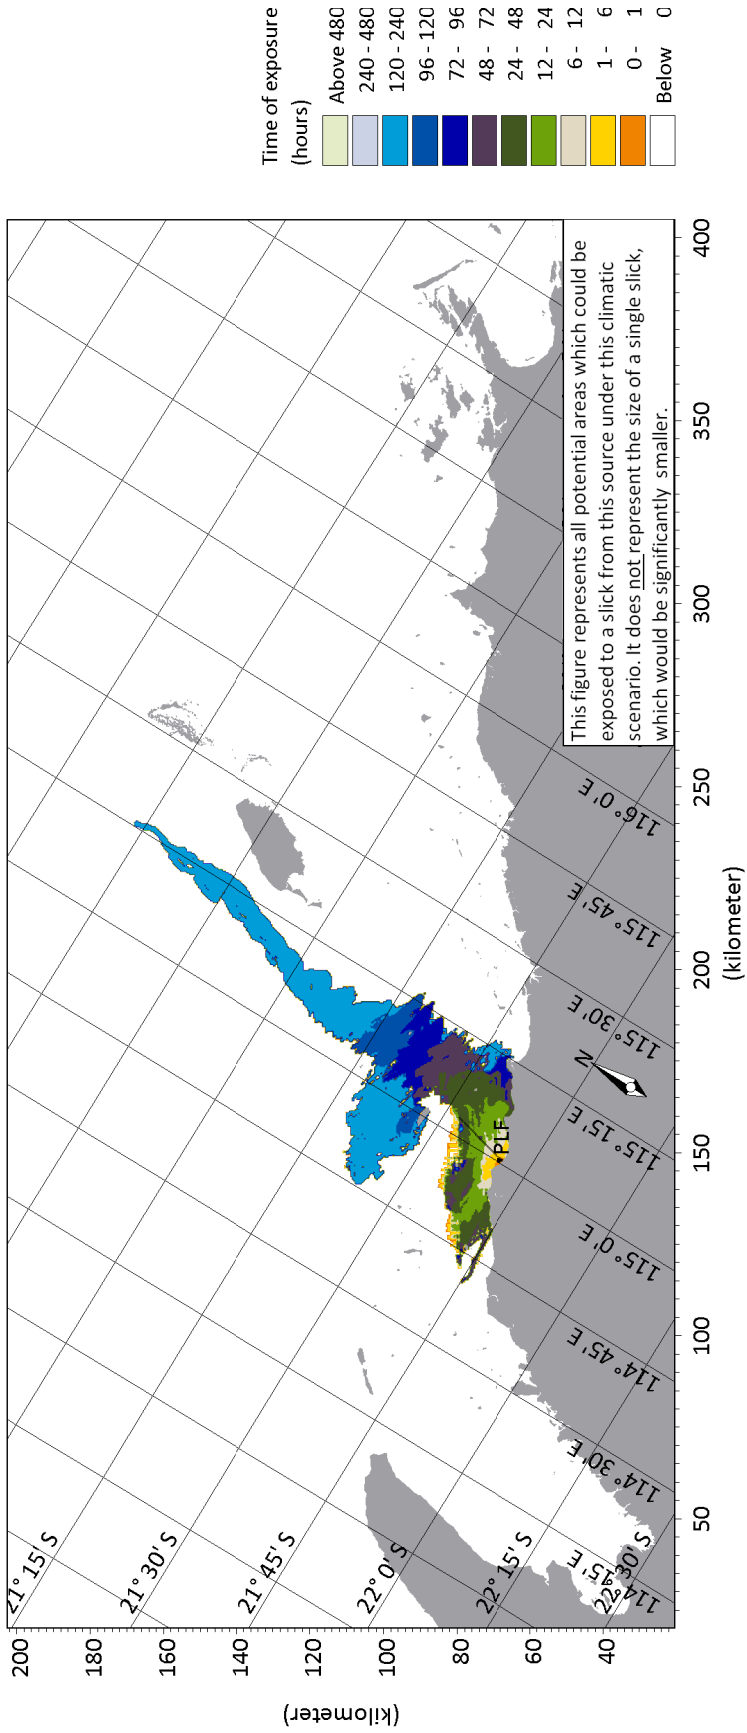 Time of exposure
(hours)
Above 480
240 - 480
120 - 240
96 - 120
72 - 96
48 - 72
24 - 48
12 - 24
6 - 12
1 - 6
0 - 1
Below 0
This figure represents all potential areas which could be
exposed to a slick from this source under this climatic
scenario. It does not represent the size of a single slick,
which would be significantly smaller.
200
180
160
140
120
100
80
60
40
(kilometer)
50
100
150
200
250
300
350
400
(kilometer)
21° 15' S
21° 30' S
21° 45' S
22° 0' S
22° 15' S
22° 30' S
114° 15' E
114° 30' E
114° 45' E
115° 0' E
115° 15' E
115° 30' E
115° 45' E
116° 0' E
PLF
N